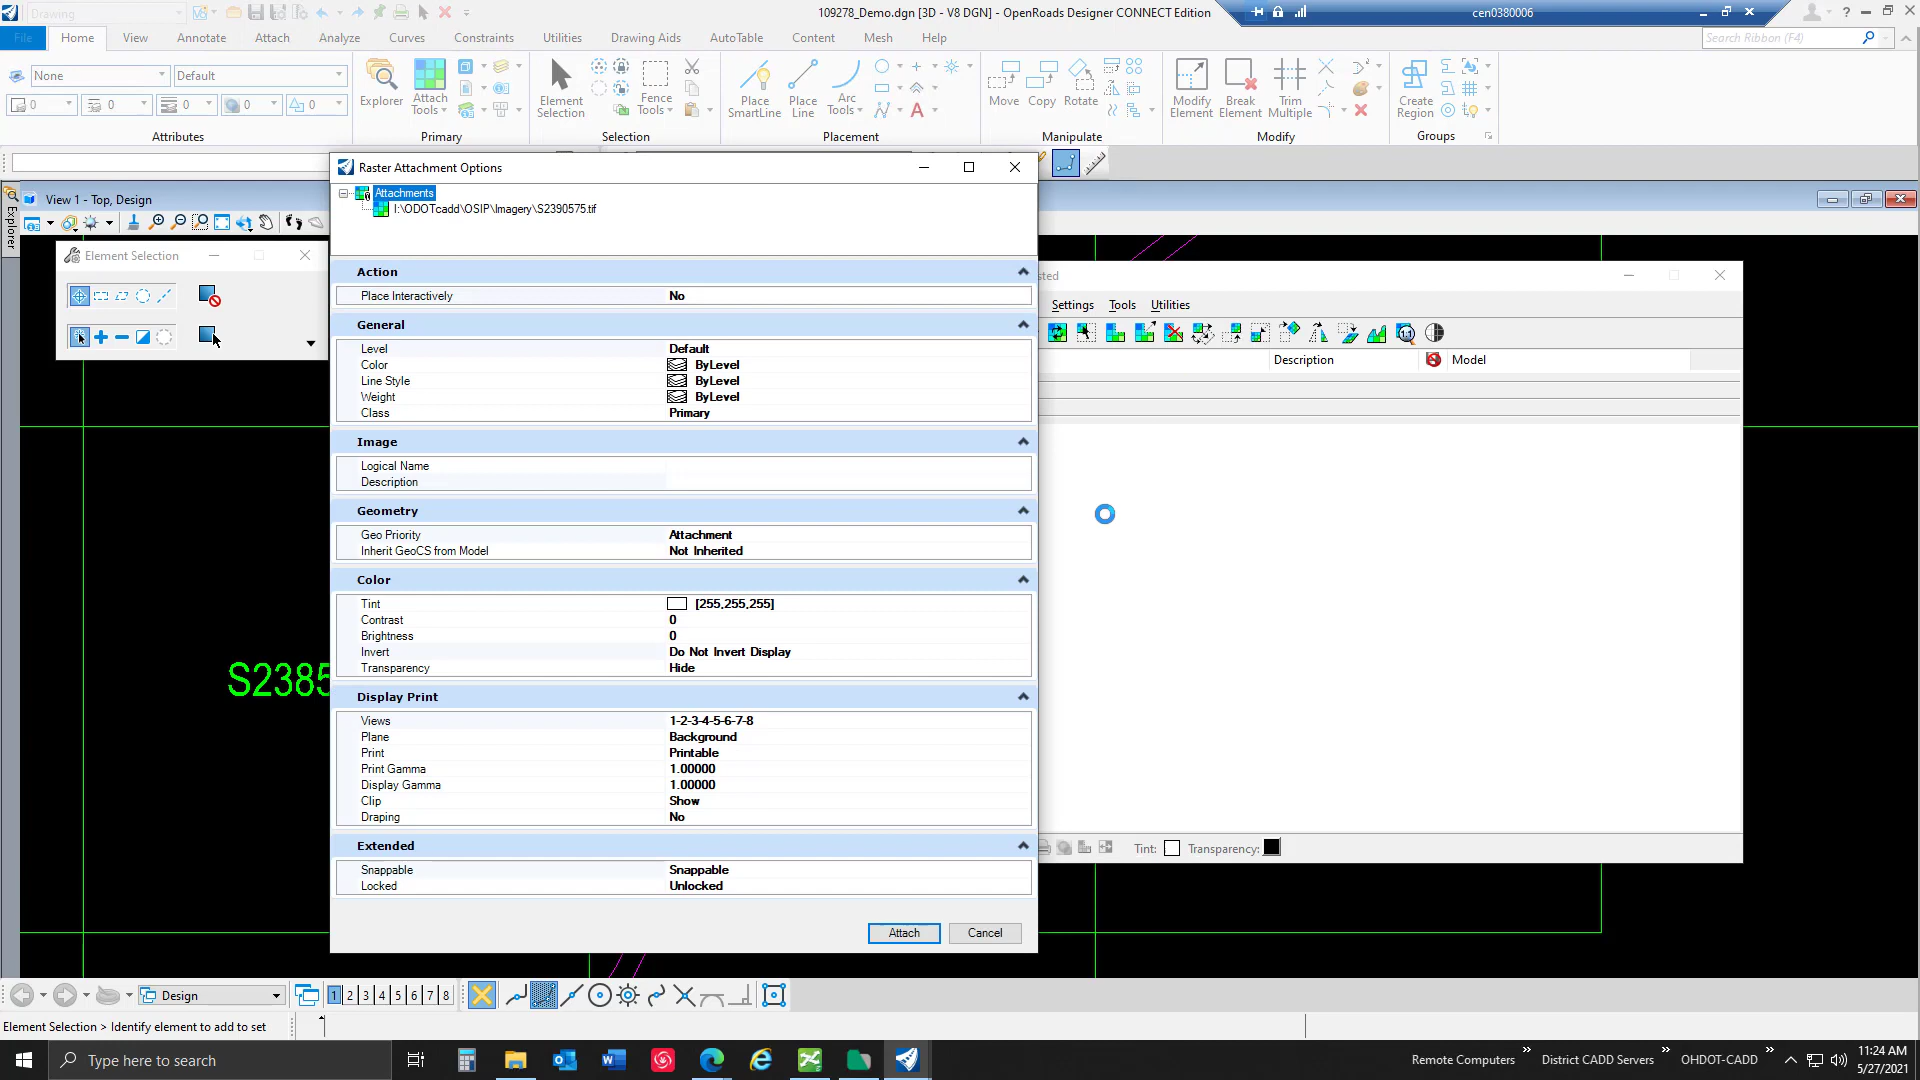 Drawing
109278_Demo.dgn [3D - V8 DGN] - OpenRoads Designer CONNECT Edition
cen0380006
File Home View Annotate Attach Analyze Curves Constraints Utilities Drawing Aids AutoTable Content Mesh Help
Search Ribbon (F4)
None Default
0 0 0 0 0
Explorer
Attach Tools
Element Selection
Fence Tools
Place SmartLine
Place Line
Arc Tools
Move Copy Rotate
Modify Element
Break Element
Trim Multiple
Create Region
Attributes Primary Selection Placement Manipulate Modify Groups
Raster Attachment Options
View 1 - Top, Design
Explorer
Attachments
I:\ODOTcadd\OSIP\Imagery\S2390575.tif
Element Selection
Action
Place Interactively No
General
Level Default
Color ByLevel
Line Style ByLevel
Weight ByLevel
Class Primary
Image
Logical Name
Description
Geometry
Geo Priority Attachment
Inherit GeoCS from Model Not Inherited
Color
Tint [255,255,255]
Contrast 0
Brightness 0
Invert Do Not Invert Display
Transparency Hide
Display Print
Views 1-2-3-4-5-6-7-8
Plane Background
Print Printable
Print Gamma 1.00000
Display Gamma 1.00000
Clip Show
Draping No
Extended
Snappable Snappable
Locked Unlocked
Attach Cancel
sted
Settings Tools Utilities
Description Model
1:1
Tint: Transparency:
S2385
Design
1 2 3 4 5 6 7 8
Element Selection > Identify element to add to set
Type here to search
Remote Computers
District CADD Servers
OHDOT-CADD
11:24 AM
5/27/2021